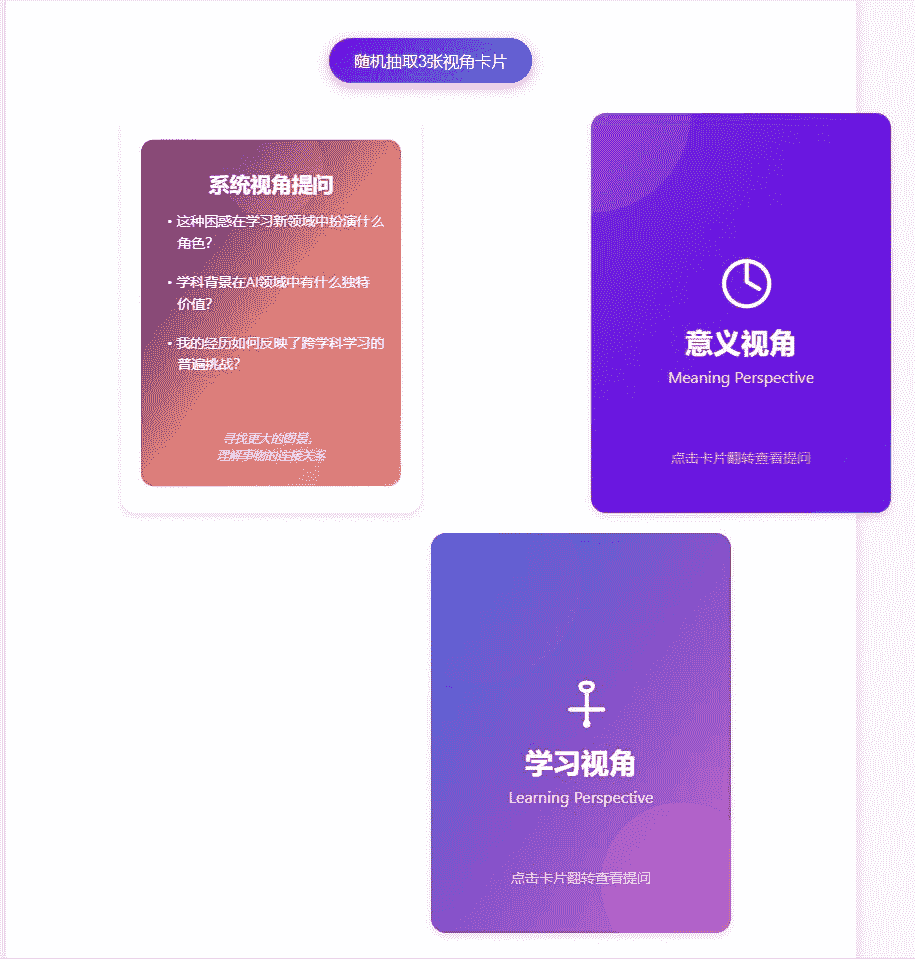 随机抽取3张视角卡片
系统视角提问
• 这种困惑在学习新领域中扮演什么
角色?
• 学科背景在AI领域中有什么独特
价值?
• 我的经历如何反映了跨学科学习的
普遍挑战?
寻找更大的图景,
理解事物的连接关系
意义视角
Meaning Perspective
点击卡片翻转查看提问
学习视角
Learning Perspective
点击卡片翻转查看提问